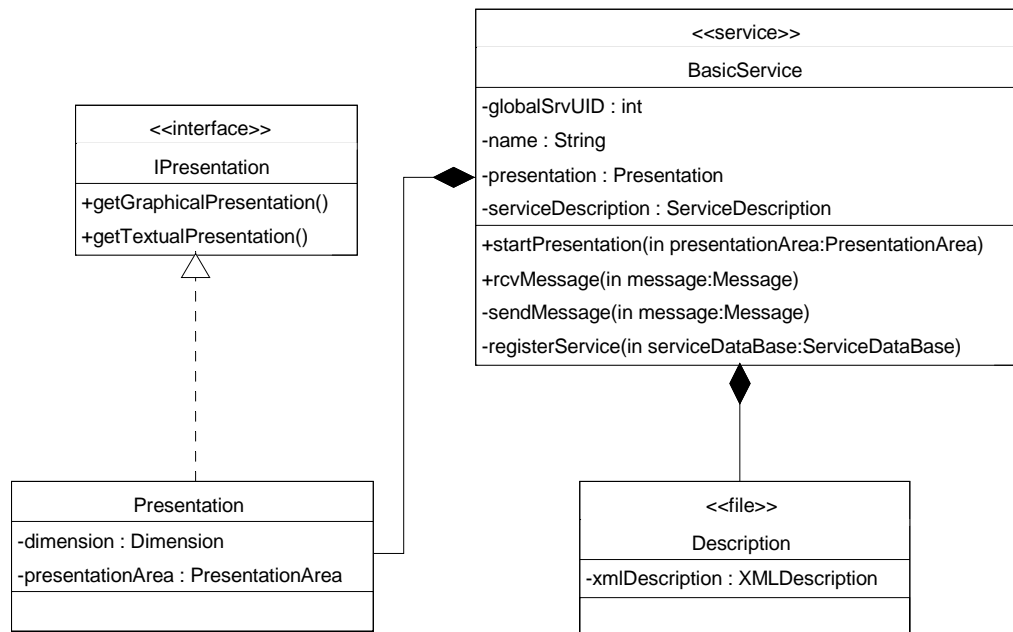 <<service>>
BasicService
-globalSrvUID : int
-name : String
-presentation : Presentation
-serviceDescription : ServiceDescription
+startPresentation(in presentationArea:PresentationArea)
+rcvMessage(in message:Message)
-sendMessage(in message:Message)
-registerService(in serviceDataBase:ServiceDataBase)
<<interface>>
IPresentation
+getGraphicalPresentation()
+getTextualPresentation()
Presentation
-dimension : Dimension
-presentationArea : PresentationArea
<<file>>
Description
-xmlDescription : XMLDescription